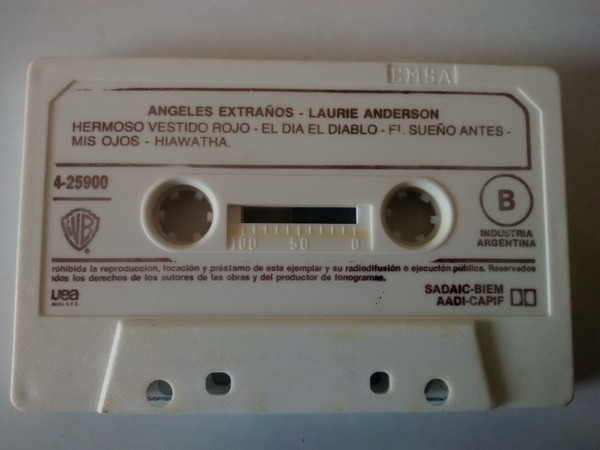 EMSA
ANGELES EXTRAÑOS - LAURIE ANDERSON
HERMOSO VESTIDO ROJO - EL DIA EL DIABLO - EL SUEÑO ANTES -
MIS OJOS - HIAWATHA.
4-25900
B
WB
INDUSTRIA
ARGENTINA
100 50 0
rohibida la reproducción, locación y préstamo de este ejemplar y su radiodifusión o ejecución pública. Reservados
odos los derechos de los autores de las obras y del productor de fonogramas.
SADAIC-BIEM
AADI-CAPIF